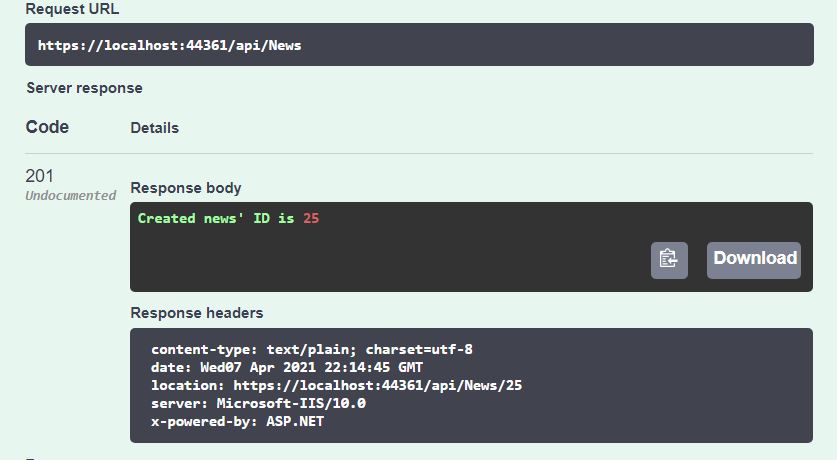 Request URL
https://localhost:44361/api/News
Server response
Code Details
201
Undocumented
Response body
Created news' ID is 25
Download
Response headers
content-type: text/plain; charset=utf-8
date: Wed07 Apr 2021 22:14:45 GMT
location: https://localhost:44361/api/News/25
server: Microsoft-IIS/10.0
x-powered-by: ASP.NET